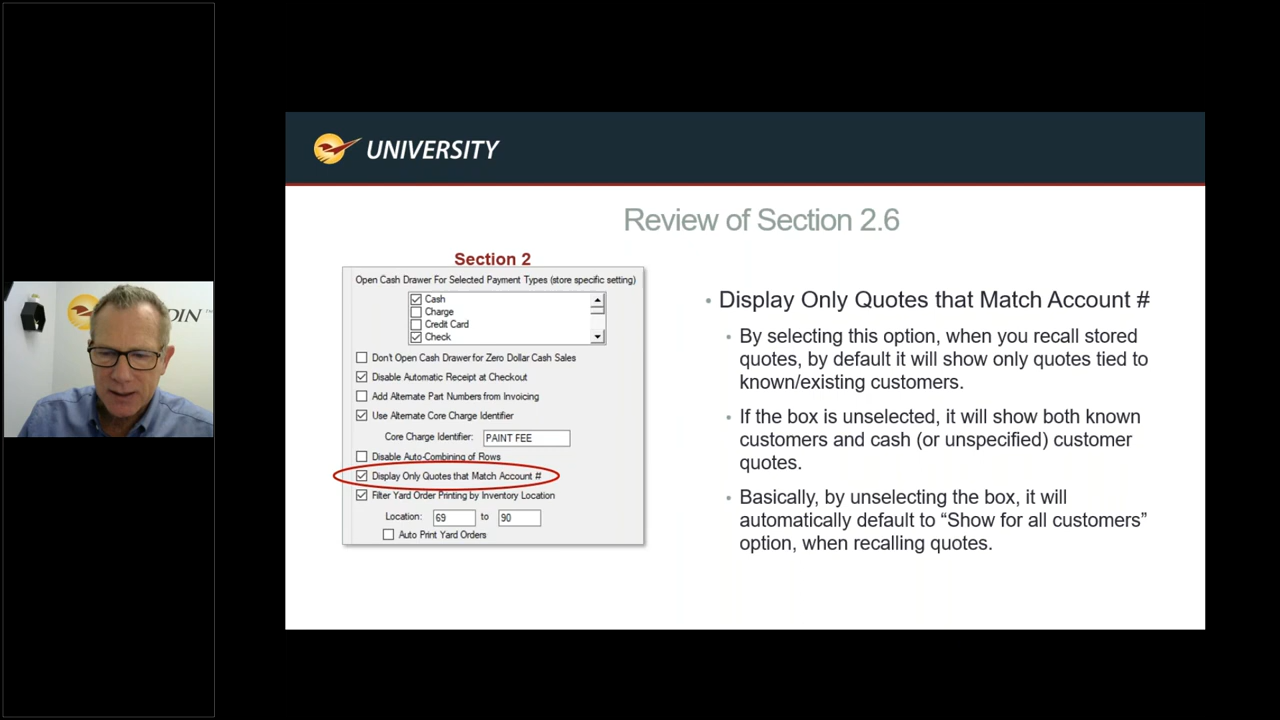 UNIVERSITY
Review of Section 2.6
Section 2
Open Cash Drawer For Selected Payment Types (store specific setting)
Cash
Charge
Credit Card
Check
Don't Open Cash Drawer for Zero Dollar Cash Sales
Disable Automatic Receipt at Checkout
Add Alternate Part Numbers from Invoicing
Use Alternate Core Charge Identifier
Core Charge Identifier: PAINT FEE
Disable Auto-Combining of Rows
Display Only Quotes that Match Account #
Filter Yard Order Printing by Inventory Location
Location: 69 to 90
Auto Print Yard Orders
• Display Only Quotes that Match Account #
• By selecting this option, when you recall stored
quotes, by default it will show only quotes tied to
known/existing customers.
• If the box is unselected, it will show both known
customers and cash (or unspecified) customer
quotes.
• Basically, by unselecting the box, it will
automatically default to “Show for all customers”
option, when recalling quotes.